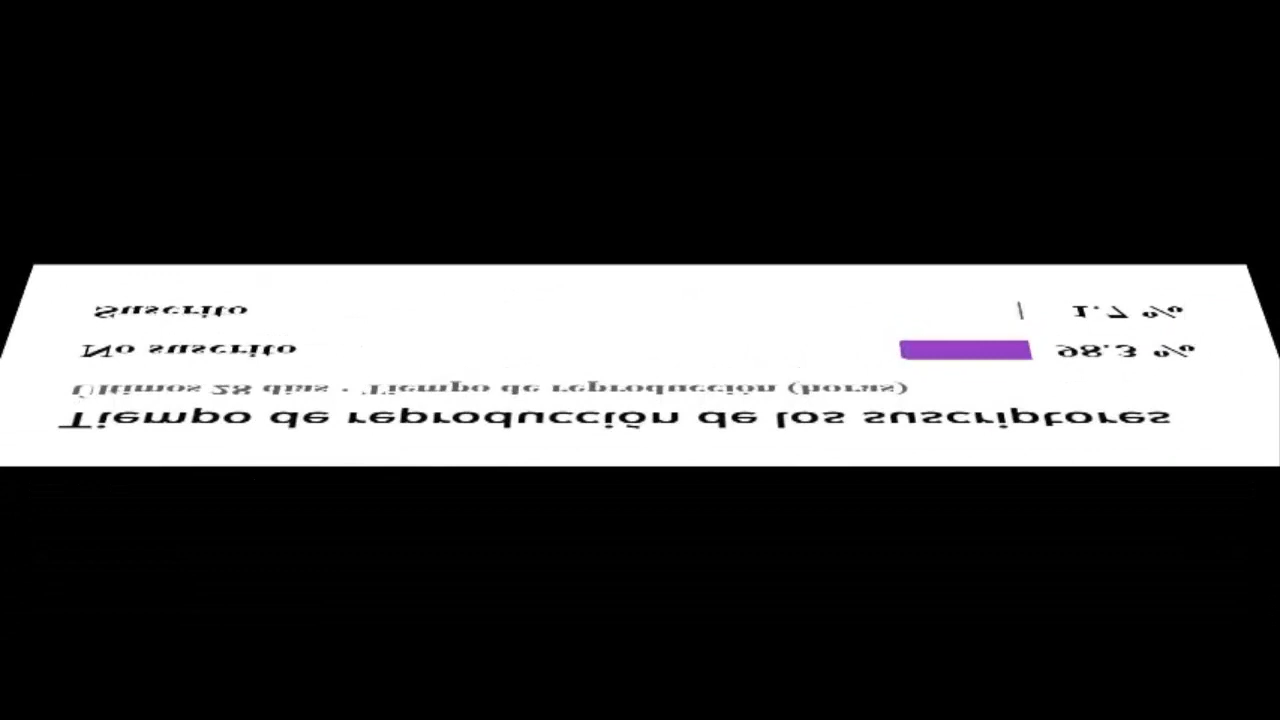 Tiempo de reproducción de los suscriptores
Últimos 28 días · Tiempo de reproducción (horas)
No suscrito 98.3 %
Suscrito 1.7 %